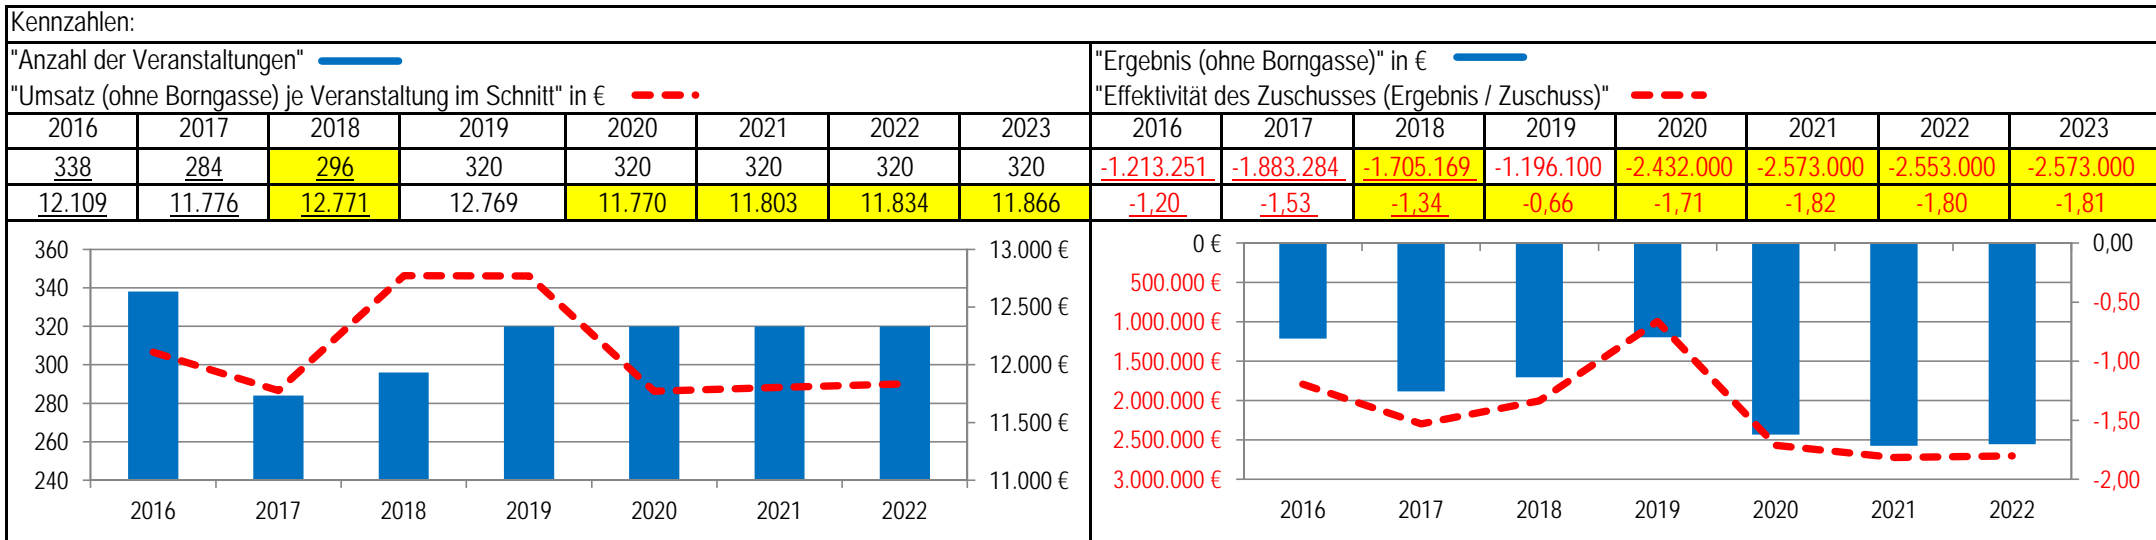 Kennzahlen:
"Anzahl der Veranstaltungen"
"Umsatz (ohne Borngasse) je Veranstaltung im Schnitt" in €
2016 2017 2018 2019 2020 2021 2022 2023
338 284 296 320 320 320 320 320
12.109 11.776 12.771 12.769 11.770 11.803 11.834 11.866
360
340
320
300
280
260
240
13.000 €
12.500 €
12.000 €
11.500 €
11.000 €
2016 2017 2018 2019 2020 2021 2022
"Ergebnis (ohne Borngasse)" in €
"Effektivität des Zuschusses (Ergebnis / Zuschuss)"
2016 2017 2018 2019 2020 2021 2022 2023
-1.213.251 -1.883.284 -1.705.169 -1.196.100 -2.432.000 -2.573.000 -2.553.000 -2.573.000
-1,20 -1,53 -1,34 -0,66 -1,71 -1,82 -1,80 -1,81
0 €
500.000 €
1.000.000 €
1.500.000 €
2.000.000 €
2.500.000 €
3.000.000 €
0,00
-0,50
-1,00
-1,50
-2,00
2016 2017 2018 2019 2020 2021 2022